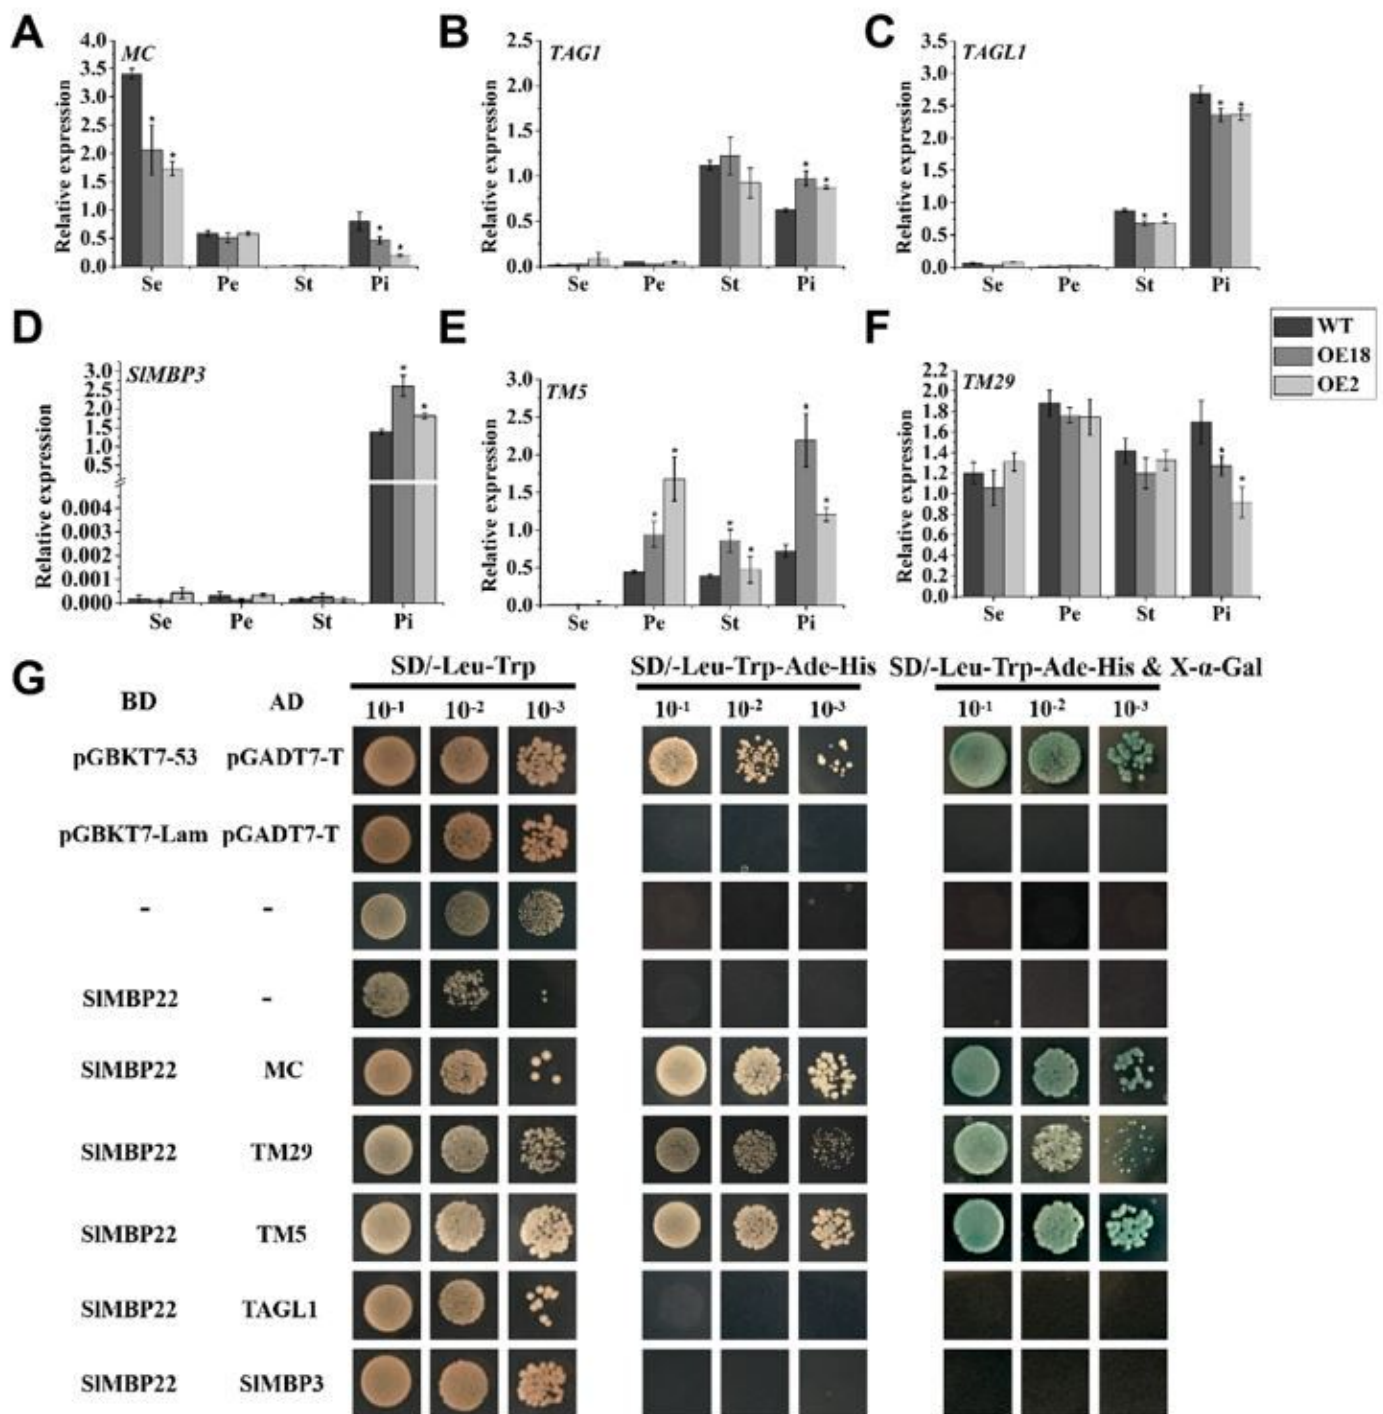 A
MC
Relative expression
4.0
3.5
3.0
2.5
2.0
1.5
1.0
0.5
0.0
Se Pe St Pi
B
TAG1
Relative expression
2.5
2.0
1.5
1.0
0.5
0.0
Se Pe St Pi
C
TAGL1
Relative expression
3.5
3.0
2.5
2.0
1.5
1.0
0.5
0.0
Se Pe St Pi
D
SlMBP3
Relative expression
3.0
2.5
2.0
1.5
1.0
0.5
0.004
0.003
0.002
0.001
0.000
Se Pe St Pi
E
TM5
Relative expression
3.0
2.5
2.0
1.5
1.0
0.5
0.0
Se Pe St Pi
F
TM29
Relative expression
2.2
2.0
1.8
1.6
1.4
1.2
1.0
0.8
0.6
0.4
0.2
0.0
Se Pe St Pi
WT
OE18
OE2
G
SD/-Leu-Trp SD/-Leu-Trp-Ade-His SD/-Leu-Trp-Ade-His & X-α-Gal
BD AD 10⁻¹ 10⁻² 10⁻³ 10⁻¹ 10⁻² 10⁻³ 10⁻¹ 10⁻² 10⁻³
pGBKT7-53 pGADT7-T
pGBKT7-Lam pGADT7-T
- -
SlMBP22 -
SlMBP22 MC
SlMBP22 TM29
SlMBP22 TM5
SlMBP22 TAGL1
SlMBP22 SlMBP3